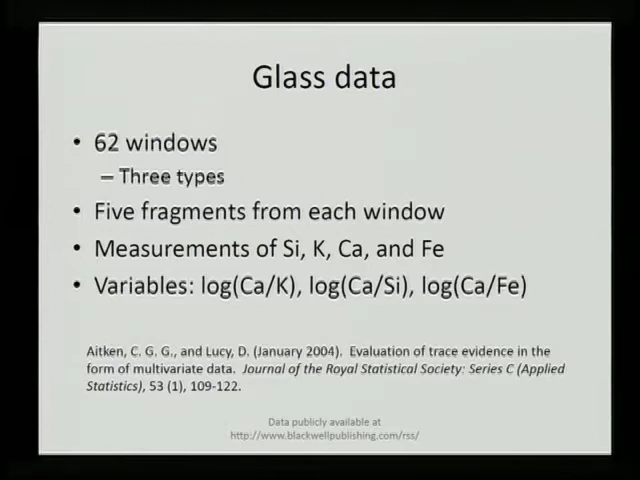 Glass data
• 62 windows
– Three types
• Five fragments from each window
• Measurements of Si, K, Ca, and Fe
• Variables: log(Ca/K), log(Ca/Si), log(Ca/Fe)
Aitken, C. G. G., and Lucy, D. (January 2004). Evaluation of trace evidence in the
form of multivariate data. Journal of the Royal Statistical Society: Series C (Applied
Statistics), 53 (1), 109-122.
Data publicly available at
http://www.blackwellpublishing.com/rss/